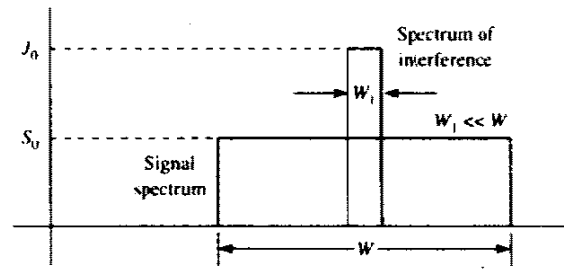 J₀
Spectrum of
interference
W₁
W₁ << W
S₀
Signal
spectrum
W